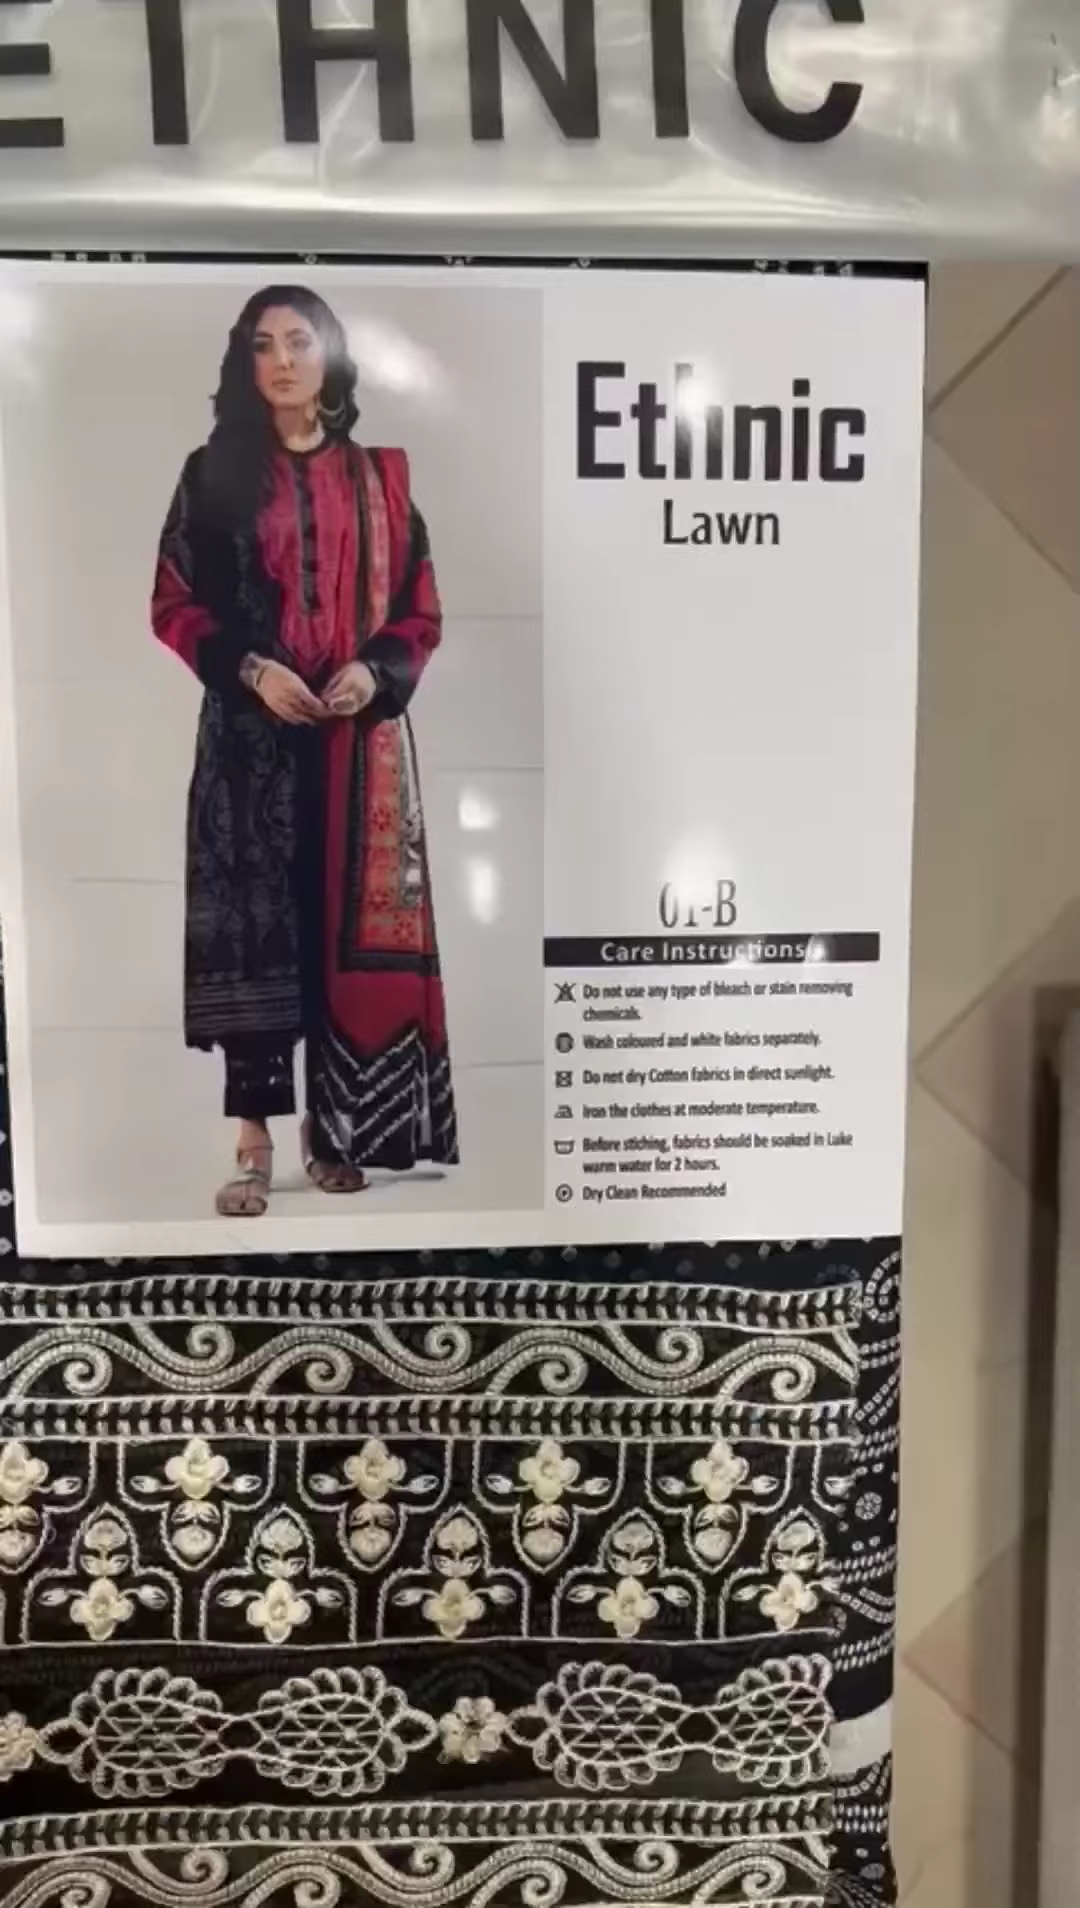 ETHNIC
Ethnic
Lawn
01-B
Care Instructions
Do not use any type of bleach or stain removing
chemicals.
Wash coloured and white fabrics separately.
Do not dry Cotton fabrics in direct sunlight.
Iron the clothes at moderate temperature.
Before stiching, fabrics should be soaked in Luke
warm water for 2 hours.
Dry Clean Recommended